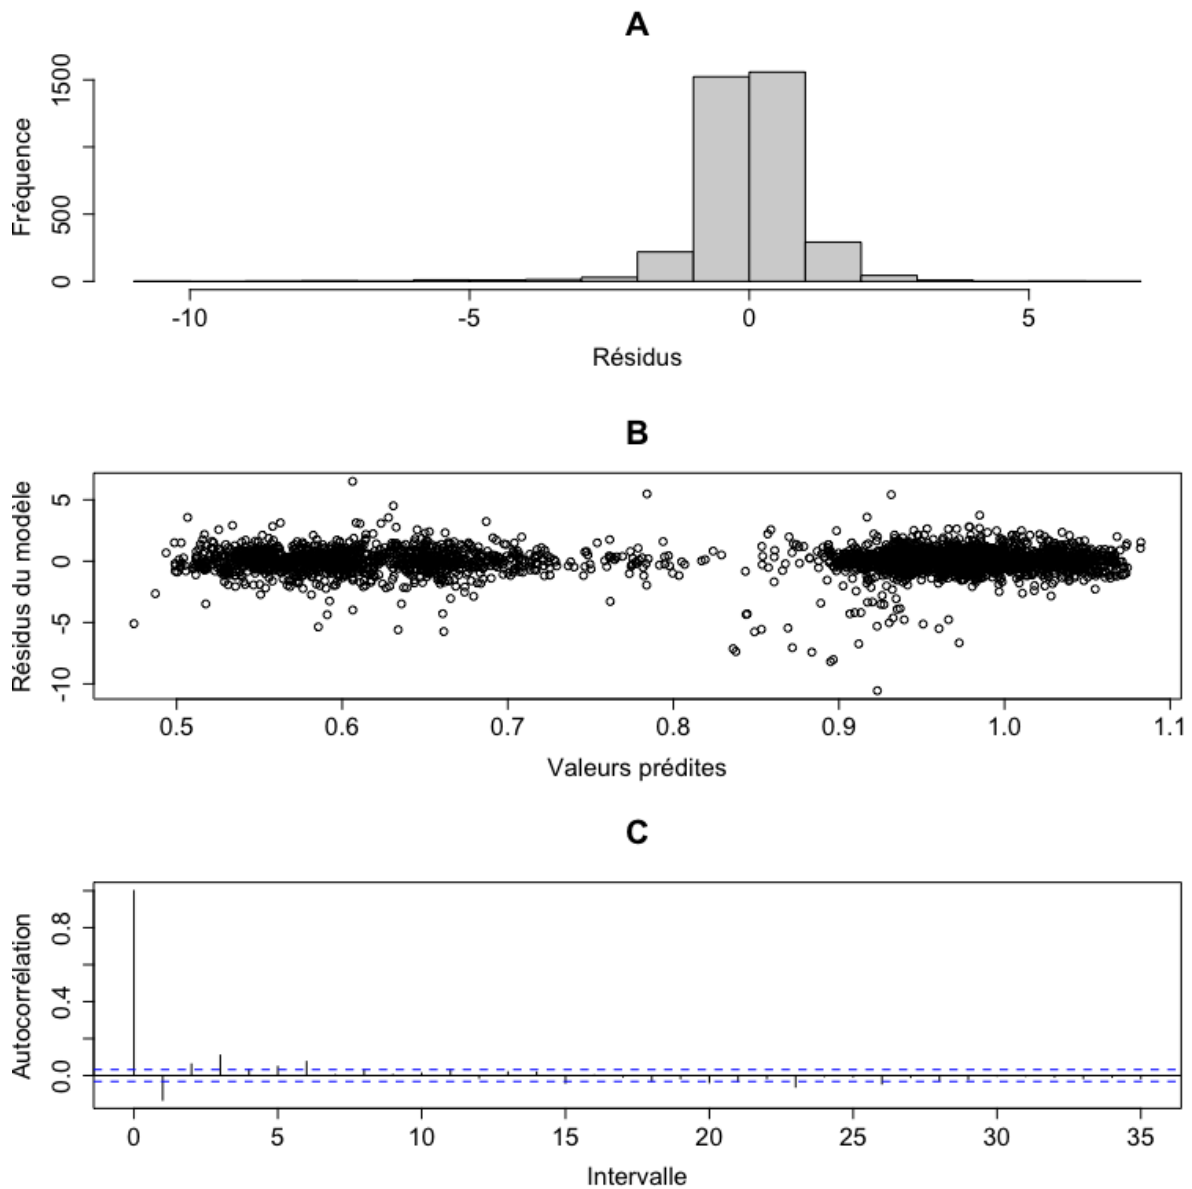 A
Fréquence
1500
500
0
-10 -5 0 5
Résidus
B
Résidus du modèle
5
0
-5
-10
0.5 0.6 0.7 0.8 0.9 1.0 1.1
Valeurs prédites
C
Autocorrélation
0.8
0.4
0.0
0 5 10 15 20 25 30 35
Intervalle